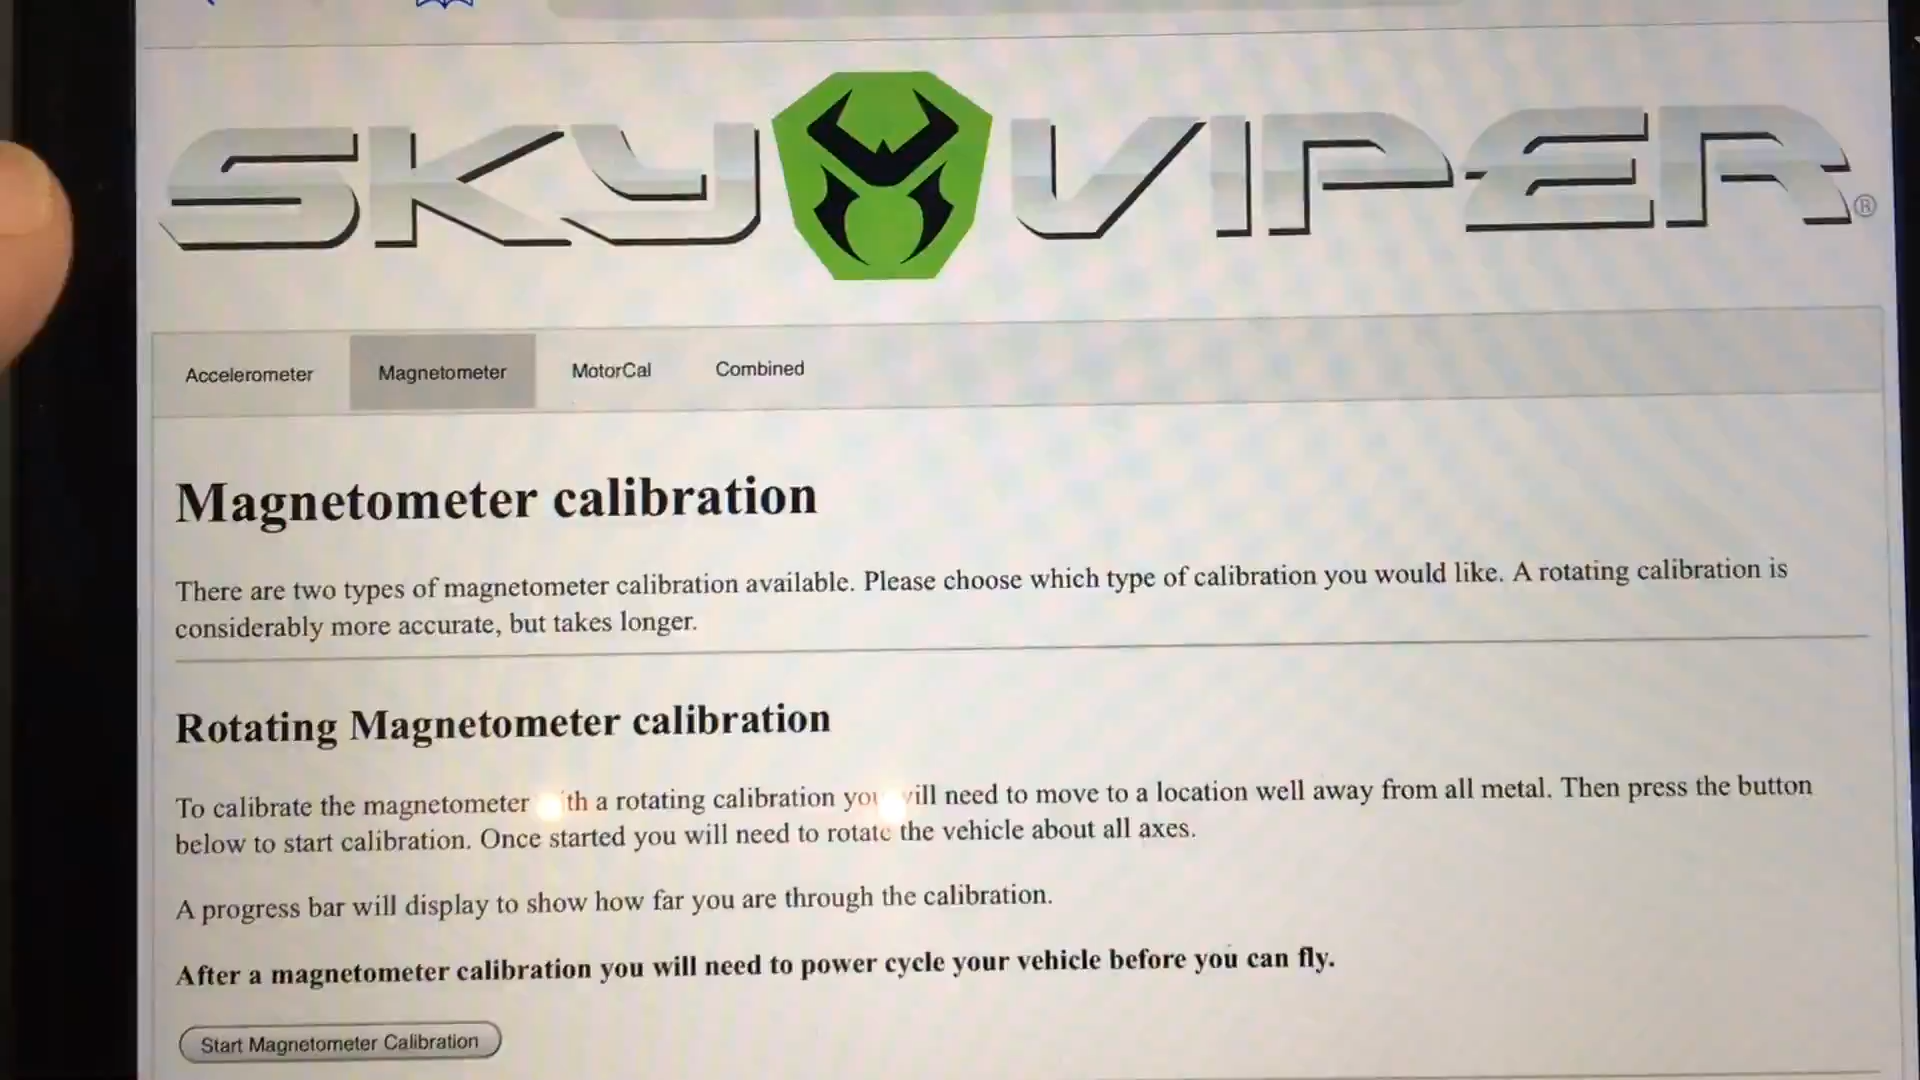 SKY VIPER®
Accelerometer Magnetometer MotorCal Combined
Magnetometer calibration
There are two types of magnetometer calibration available. Please choose which type of calibration you would like. A rotating calibration is
considerably more accurate, but takes longer.
Rotating Magnetometer calibration
To calibrate the magnetometer with a rotating calibration you will need to move to a location well away from all metal. Then press the button
below to start calibration. Once started you will need to rotate the vehicle about all axes.
A progress bar will display to show how far you are through the calibration.
After a magnetometer calibration you will need to power cycle your vehicle before you can fly.
Start Magnetometer Calibration